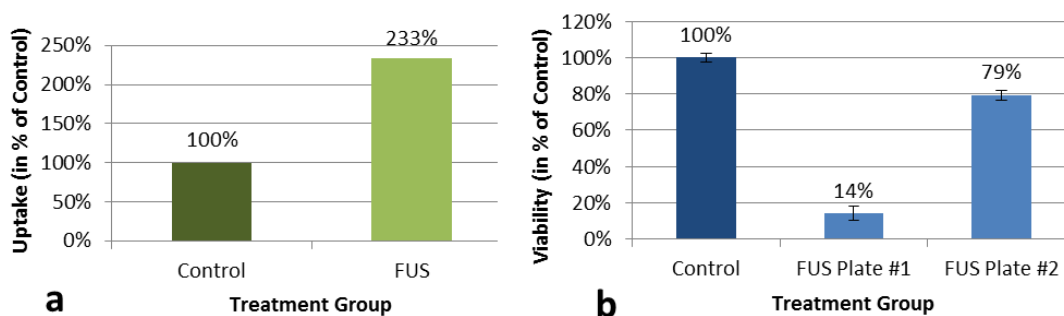 Uptake (in % of Control)
250%
200%
150%
100%
50%
0%
100%
233%
Control
FUS
Treatment Group
a
Viability (in % of Control)
120%
100%
80%
60%
40%
20%
0%
100%
14%
79%
Control
FUS Plate #1
FUS Plate #2
Treatment Group
b